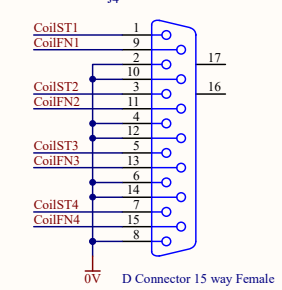 J4
CoilST1 1
CoilFN1 9
2 17
10
CoilST2 3 16
CoilFN2 11
4
12
CoilST3 5
CoilFN3 13
6
14
CoilST4 7
CoilFN4 15
8
0V D Connector 15 way Female